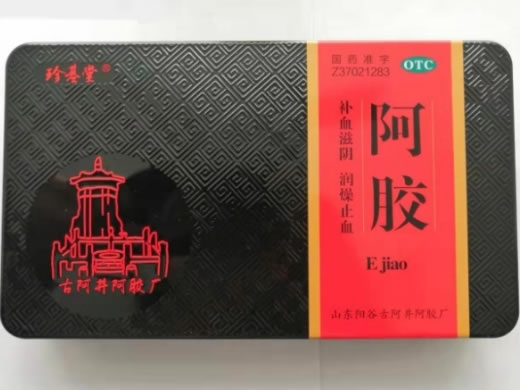 珍蓦堂®
古阿井阿胶厂
国药准字
Z37021283
OTC
阿胶
补血滋阴 润燥止血
E jiao
山东阳谷古阿井阿胶厂